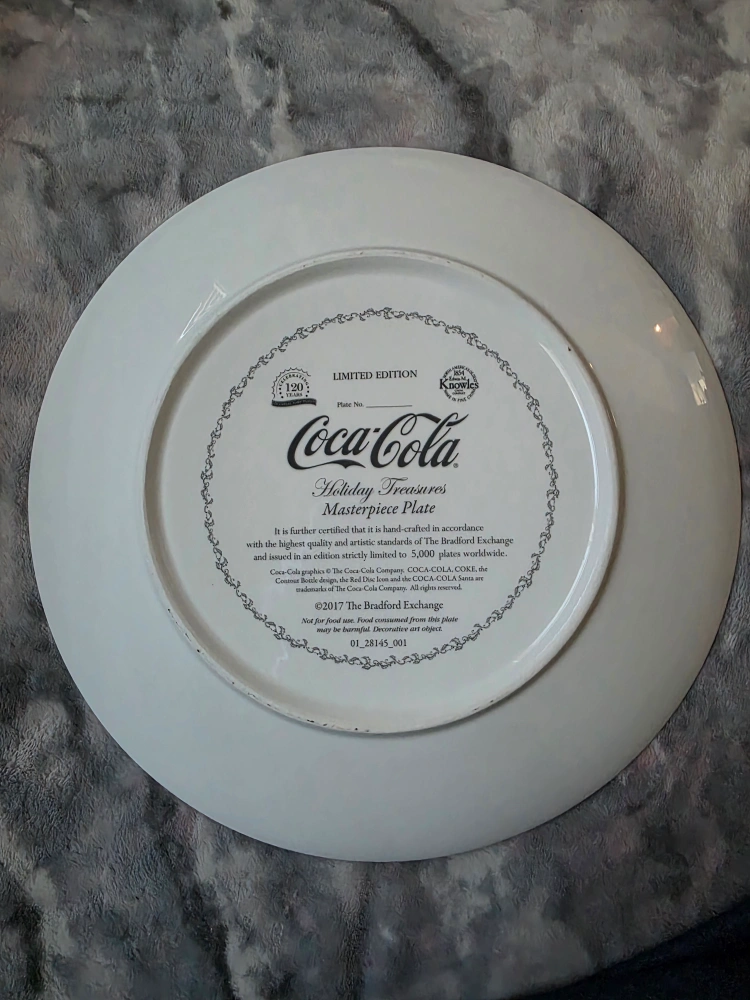 LIMITED EDITION
120
YEARS
1854
Edwin M.
Knowles
Plate No.
Coca-Cola
Holiday Treasures
Masterpiece Plate
It is further certified that it is hand-crafted in accordance
with the highest quality and artistic standards of The Bradford Exchange
and issued in an edition strictly limited to 5,000 plates worldwide.
Coca-Cola graphics © The Coca-Cola Company. COCA-COLA, COKE, the
Contour Bottle design, the Red Disc Icon and the COCA-COLA Santa are
trademarks of The Coca-Cola Company. All rights reserved.
©2017 The Bradford Exchange
Not for food use. Food consumed from this plate
may be harmful. Decorative art object.
01_28145_001